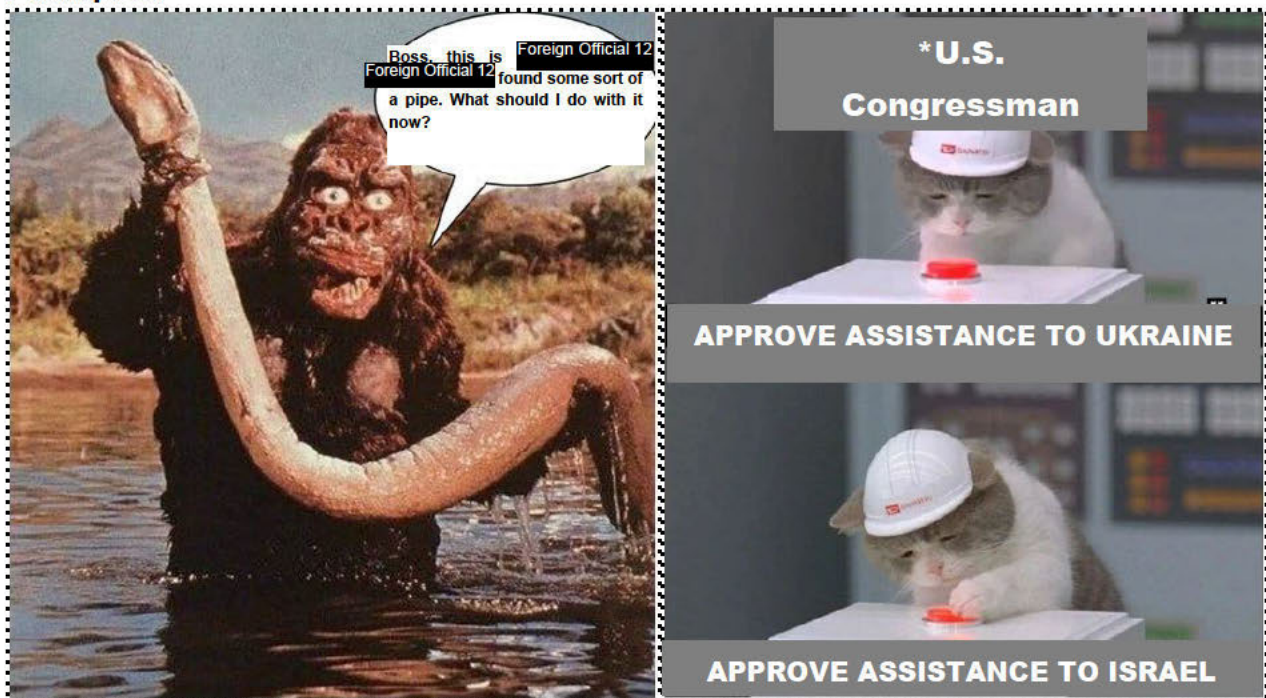 Boss, this is Foreign Official 12
Foreign Official 12 found some sort of
a pipe. What should I do with it
now?
*U.S.
Congressman
APPROVE ASSISTANCE TO UKRAINE
APPROVE ASSISTANCE TO ISRAEL